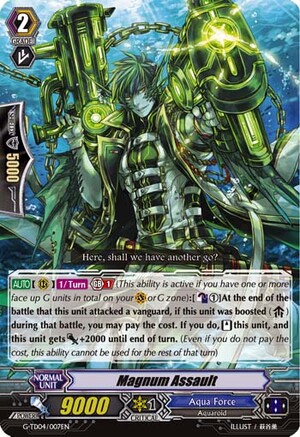 2
GRADE
5000
Here, shall we have another go?
AUTO 1/Turn GB 1 (This ability is active if you have one or more
face up G units in total on your or G zone): [ 1] At the end of the
battle that this unit attacked a vanguard, if this unit was boosted
during that battle, you may pay the cost. If you do, this unit, and
this unit gets +2000 until end of turn. (Even if you do not pay the
cost, this ability cannot be used for the rest of that turn)
NORMAL
UNIT
Magnum Assault
POWER
9000
1
CRITICAL
Aqua Force
Aquaroid
G-TD04/007EN
ILLUST / 萩谷薫